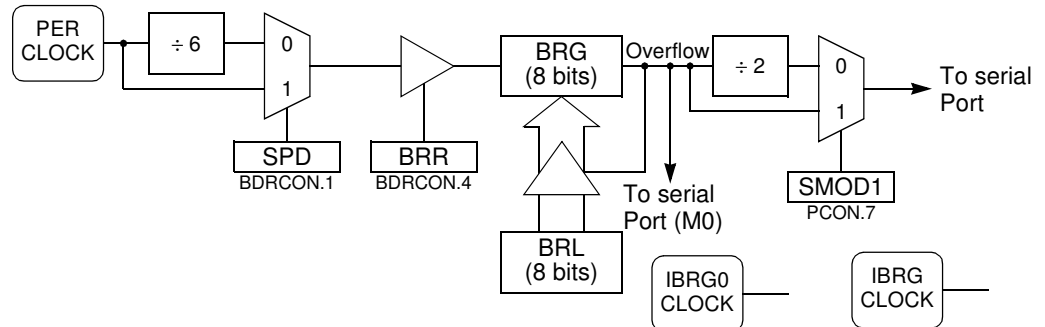 PER
CLOCK
÷ 6
0
1
SPD
BDRCON.1
BRR
BDRCON.4
BRG
(8 bits)
Overflow
÷ 2
0
1
To serial
Port
SMOD1
PCON.7
To serial
Port (M0)
BRL
(8 bits)
IBRG0
CLOCK
IBRG
CLOCK